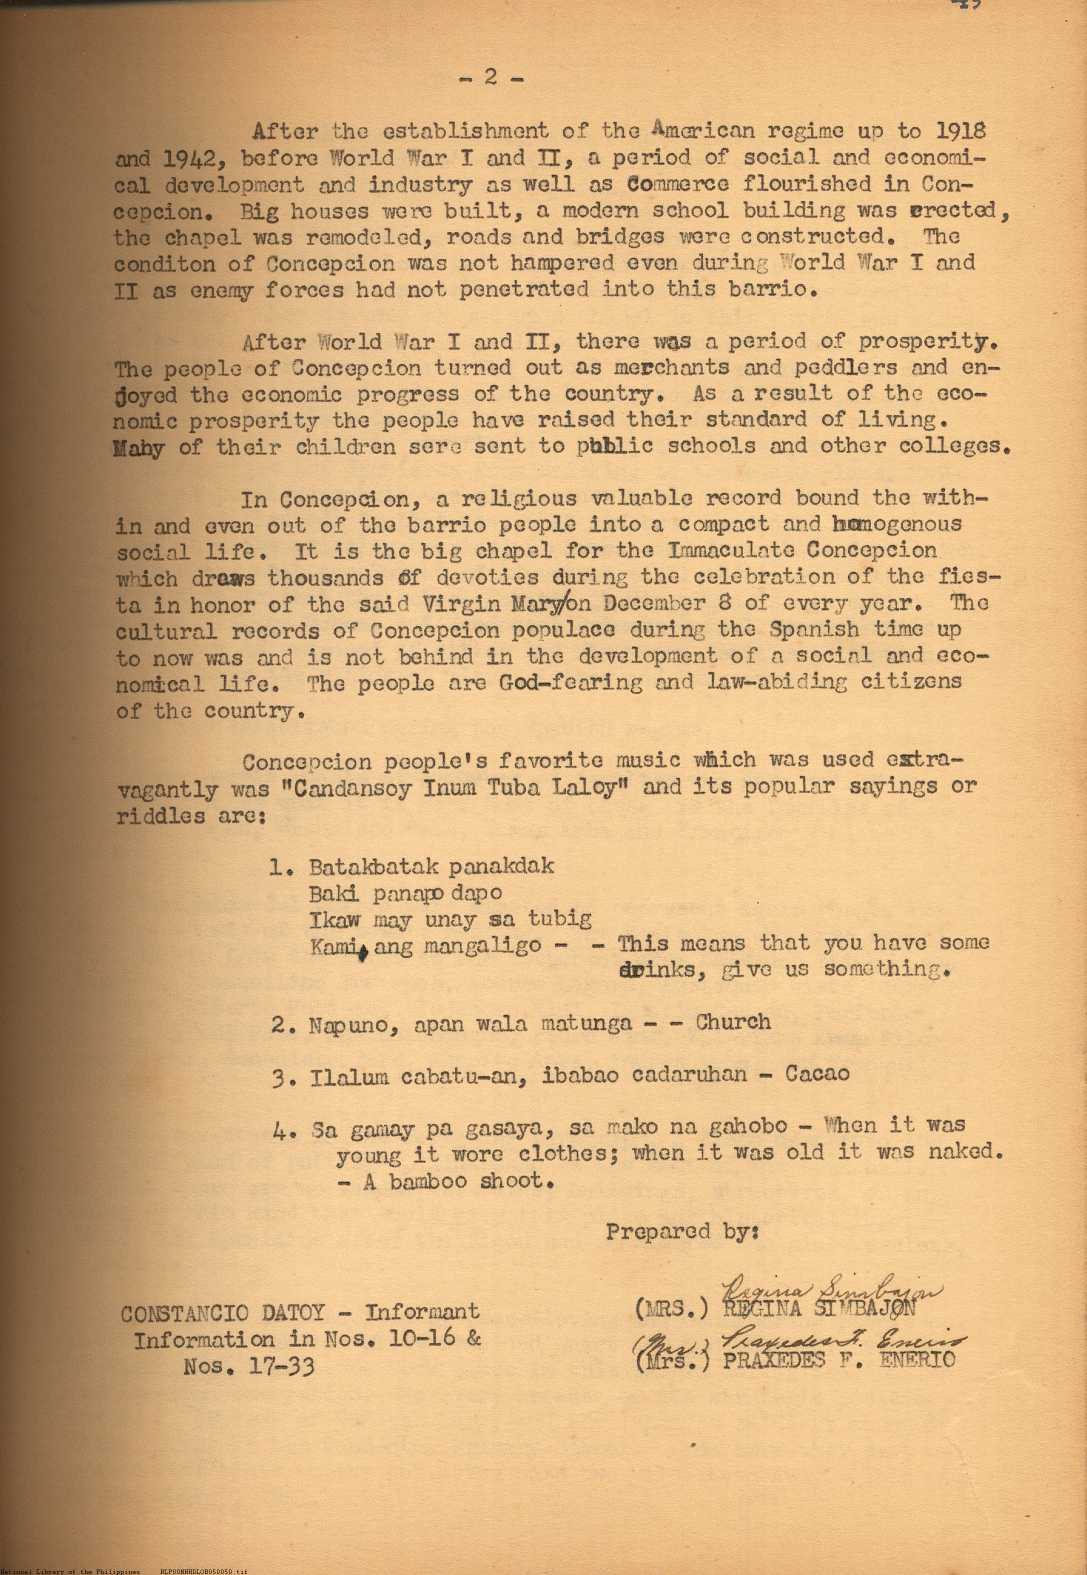 - 2 -
After the establishment of the American regime up to 1918
and 1942, before World War I and II, a period of social and economi-
cal development and industry as well as Commerce flourished in Con-
cepcion. Big houses were built, a modern school building was erected,
the chapel was remodeled, roads and bridges were constructed. The
conditon of Concepcion was not hampered even during World War I and
II as enemy forces had not penetrated into this barrio.
After World War I and II, there was a period of prosperity.
The people of Concepcion turned out as merchants and peddlers and en-
joyed the economic progress of the country. As a result of the eco-
nomic prosperity the people have raised their standard of living.
Many of their children sere sent to public schools and other colleges.
In Concepcion, a religious valuable record bound the with-
in and even out of the barrio people into a compact and homogenous
social life. It is the big chapel for the Immaculate Concepcion
which draws thousands of devoties during the celebration of the fies-
ta in honor of the said Virgin Mary/on December 8 of every year. The
cultural records of Concepcion populace during the Spanish time up
to now was and is not behind in the development of a social and eco-
nomical life. The people are God-fearing and law-abiding citizens
of the country.
Concepcion people's favorite music which was used extra-
vagantly was "Candansoy Inum Tuba Laloy" and its popular sayings or
riddles are:
1. Batakbatak panakdak
Baki panapo dapo
Ikaw may unay sa tubig
Kami, ang mangaligo - - This means that you have some
drinks, give us something.
2. Napuno, apan wala matunga - - Church
3. Ilalum cabatu-an, ibabao cadaruhan - Cacao
4. Sa gamay pa gasaya, sa mako na gahobo - When it was
young it wore clothes; when it was old it was naked.
- A bamboo shoot.
Prepared by:
Regina Simbajon
CONSTANCIO DATOY - Informant (MRS.) REGINA SIMBAJON
Information in Nos. 10-16 & (Mrs.) Praxedes F. Enerio
Nos. 17-33 (Mrs.) PRAXEDES F. ENERIO
National Library of the Philippines